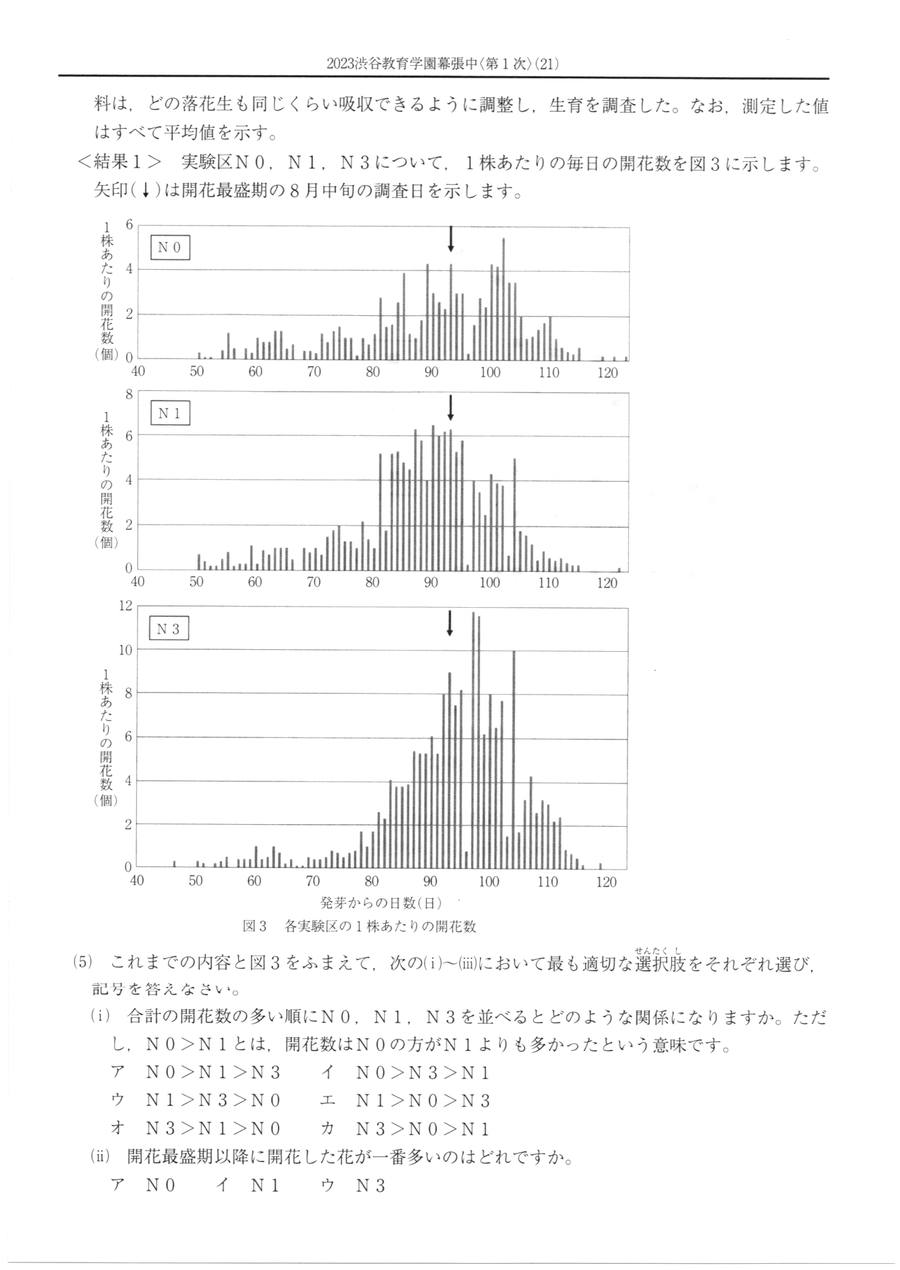 2023渋谷教育学園幕張中〈第1次〉(21)
料は，どの落花生も同じくらい吸収できるように調整し，生育を調査した。なお，測定した値
はすべて平均値を示す。
＜結果1＞　実験区N0，N1，N3について，1株あたりの毎日の開花数を図3に示します。
矢印(↓)は開花最盛期の8月中旬の調査日を示します。
1株あたりの開花数(個)
6
4
2
0
N0
40 50 60 70 80 90 100 110 120
1株あたりの開花数(個)
8
6
4
2
0
N1
40 50 60 70 80 90 100 110 120
1株あたりの開花数(個)
12
10
8
6
4
2
0
N3
40 50 60 70 80 90 100 110 120
発芽からの日数(日)
図3　各実験区の1株あたりの開花数
せんたくし
(5)　これまでの内容と図3をふまえて，次の(i)～(iii)において最も適切な選択肢をそれぞれ選び，
記号を答えなさい。
(i)　合計の開花数の多い順にN0，N1，N3を並べるとどのような関係になりますか。ただ
し，N0＞N1とは，開花数はN0の方がN1よりも多かったという意味です。
ア　N0＞N1＞N3　　イ　N0＞N3＞N1
ウ　N1＞N3＞N0　　エ　N1＞N0＞N3
オ　N3＞N1＞N0　　カ　N3＞N0＞N1
(ii)　開花最盛期以降に開花した花が一番多いのはどれですか。
ア　N0　　イ　N1　　ウ　N3